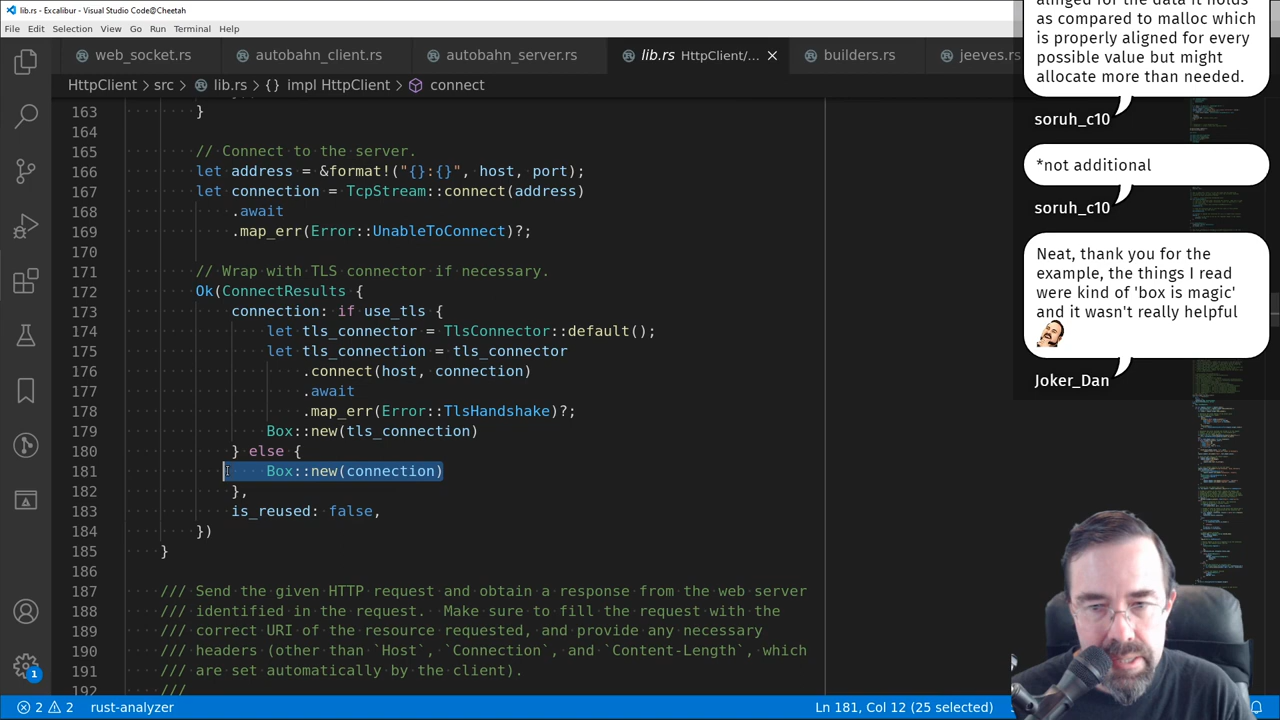 lib.rs - Excalibur - Visual Studio Code@Cheetah
File Edit Selection View Go Run Terminal Help
web_socket.rs autobahn_client.rs autobahn_server.rs lib.rs HttpClient/... builders.rs jeeves.rs
HttpClient > src > lib.rs > {} impl HttpClient > connect
163 }
164
165 // Connect to the server.
166 let address = &format!("{}:{}", host, port);
167 let connection = TcpStream::connect(address)
168 .await
169 .map_err(Error::UnableToConnect)?;
170
171 // Wrap with TLS connector if necessary.
172 Ok(ConnectResults {
173 connection: if use_tls {
174 let tls_connector = TlsConnector::default();
175 let tls_connection = tls_connector
176 .connect(host, connection)
177 .await
178 .map_err(Error::TlsHandshake)?;
179 Box::new(tls_connection)
180 } else {
181 Box::new(connection)
182 },
183 is_reused: false,
184 })
185 }
186
187 /// Send the given HTTP request and obtain a response from the web server
188 /// identified in the request.  Make sure to fill the request with the
189 /// correct URI of the resource requested, and provide any necessary
190 /// headers (other than `Host`, `Connection`, and `Content-Length`, which
191 /// are set automatically by the client).
192 ///
1
2 2 rust-analyzer Ln 181, Col 12 (25 selected)
alinged for the data it holds
as compared to malloc which
is properly aligned for every
possible value but might
allocate more than needed.
soruh_c10
*not additional
soruh_c10
Neat, thank you for the
example, the things I read
were kind of 'box is magic'
and it wasn't really helpful
Joker_Dan